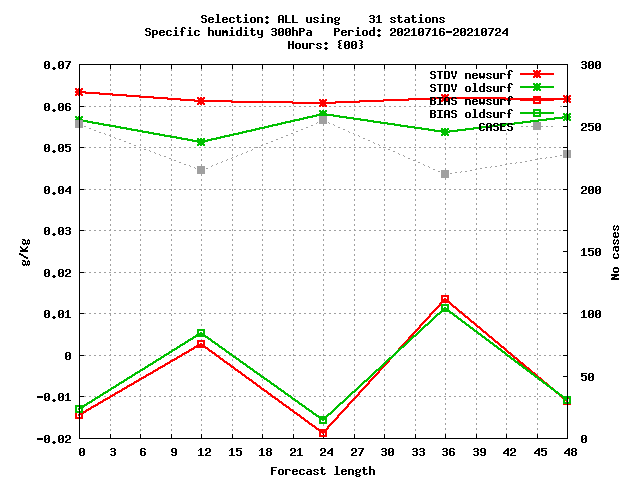 Selection: ALL using    31 stations
Specific humidity 300hPa   Period: 20210716-20210724
Hours: {00}
0.07
0.06
0.05
0.04
0.03
0.02
0.01
0
-0.01
-0.02
g/Kg
300
250
200
150
100
50
0
No cases
STDV newsurf
STDV oldsurf
BIAS newsurf
BIAS oldsurf
CASES
0 3 6 9 12 15 18 21 24 27 30 33 36 39 42 45 48
Forecast length